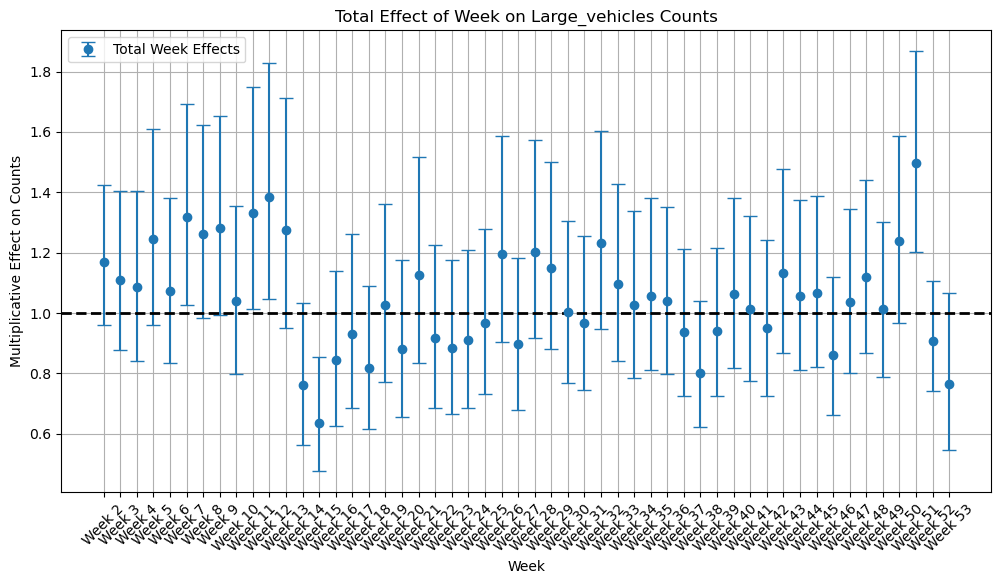 Total Effect of Week on Large_vehicles Counts
Total Week Effects
Multiplicative Effect on Counts
1.8
1.6
1.4
1.2
1.0
0.8
0.6
Week 2
Week 3
Week 4
Week 5
Week 6
Week 7
Week 8
Week 9
Week 10
Week 11
Week 12
Week 13
Week 14
Week 15
Week 16
Week 17
Week 18
Week 19
Week 20
Week 21
Week 22
Week 23
Week 24
Week 25
Week 26
Week 27
Week 28
Week 29
Week 30
Week 31
Week 32
Week 33
Week 34
Week 35
Week 36
Week 37
Week 38
Week 39
Week 40
Week 41
Week 42
Week 43
Week 44
Week 45
Week 46
Week 47
Week 48
Week 49
Week 50
Week 51
Week 52
Week 53
Week